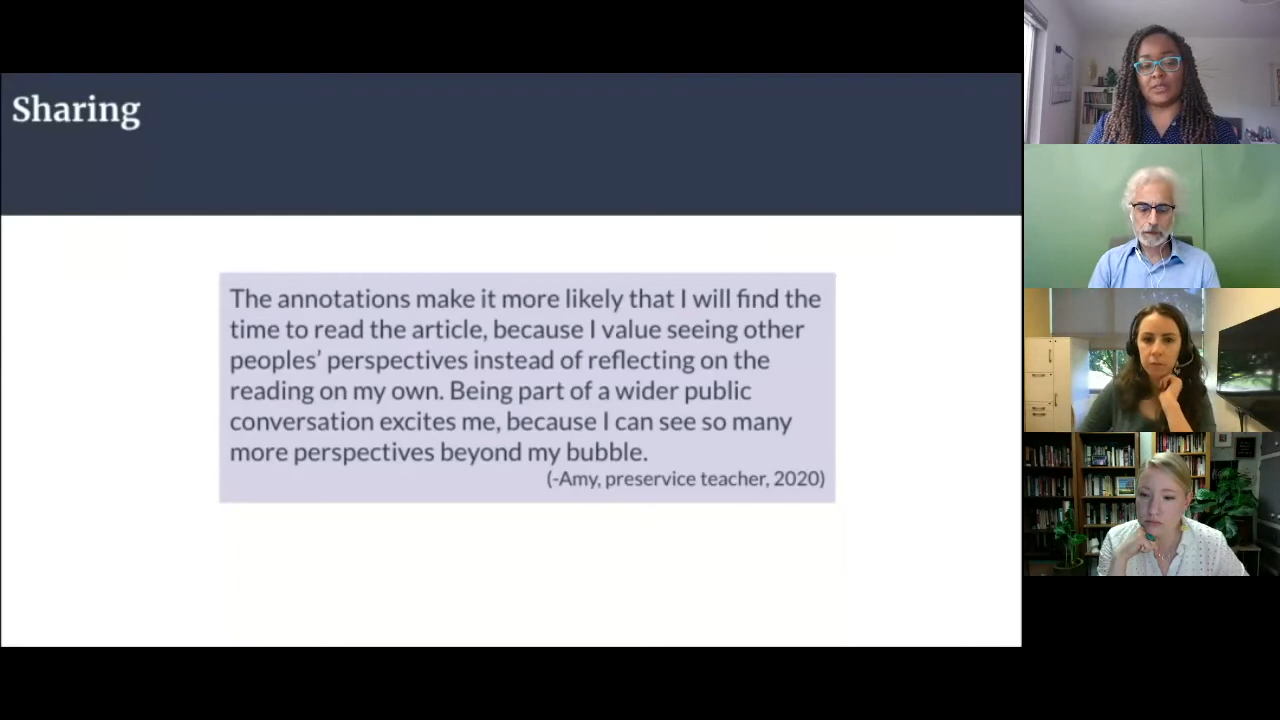 Sharing
The annotations make it more likely that I will find the
time to read the article, because I value seeing other
peoples’ perspectives instead of reflecting on the
reading on my own. Being part of a wider public
conversation excites me, because I can see so many
more perspectives beyond my bubble.
(-Amy, preservice teacher, 2020)